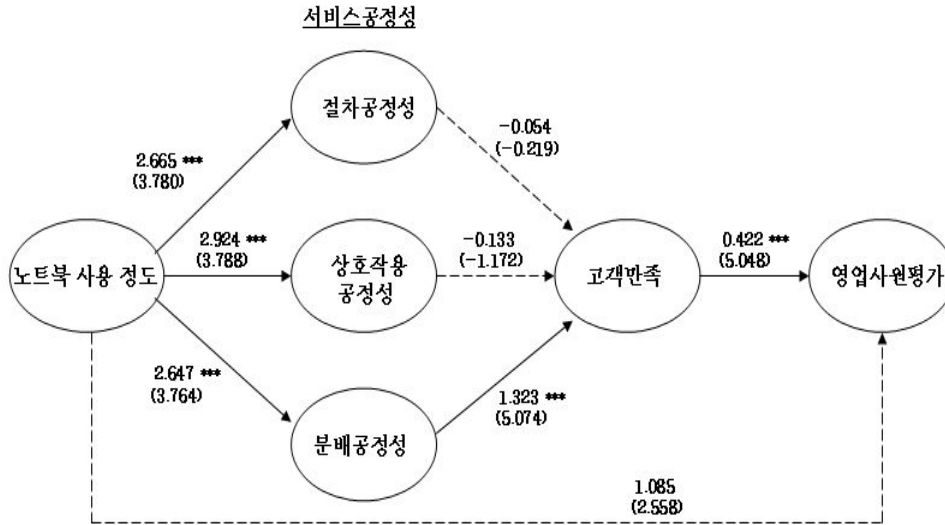 서비스공정성
절차공정성
-0.054
(-0.219)
2.665 ***
(3.780)
2.924 ***
(3.788)
-0.133
(-1.172)
0.422 ***
(5.048)
노트북 사용 정도
상호작용
공정성
고객만족
영업사원평가
2.647 ***
(3.764)
1.323 ***
(5.074)
분배공정성
1.085
(2.558)